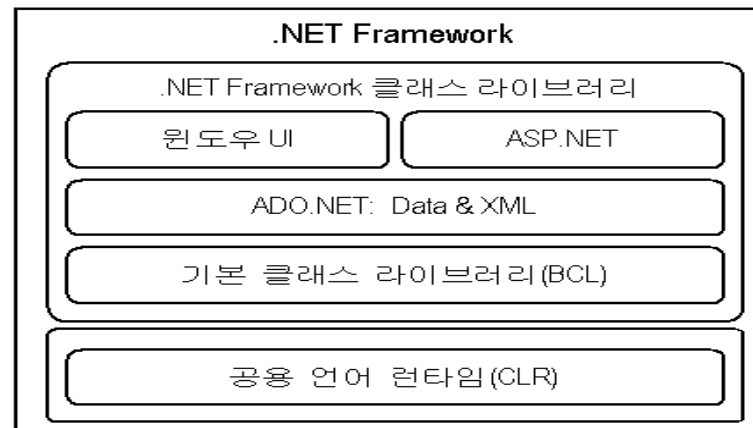 .NET Framework
.NET Framework 클래스 라이브러리
윈도우 UI
ASP.NET
ADO.NET: Data & XML
기본 클래스 라이브러리(BCL)
공용 언어 런타임(CLR)